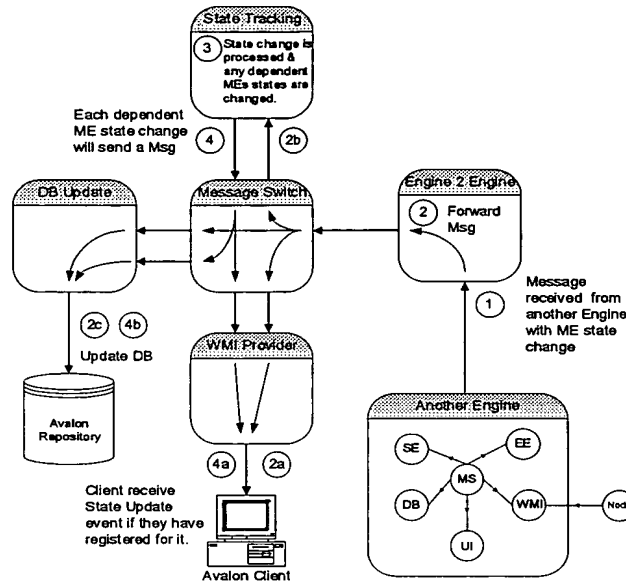 State Tracking
3
State change is
processed &
any dependent
MEs states are
changed.
Each dependent
ME state change
will send a Msg
4
2b
DB Update
Message Switch
Engine 2 Engine
2
Forward
Msg
1
Message
received from
another Engine
with ME state
change
2c
4b
Update DB
WMI Provider
Avalon
Repository
Another Engine
4a
2a
SE
EE
MS
DB
WMI
UI
Client receive
State Update
event if they have
registered for it.
Avalon Client